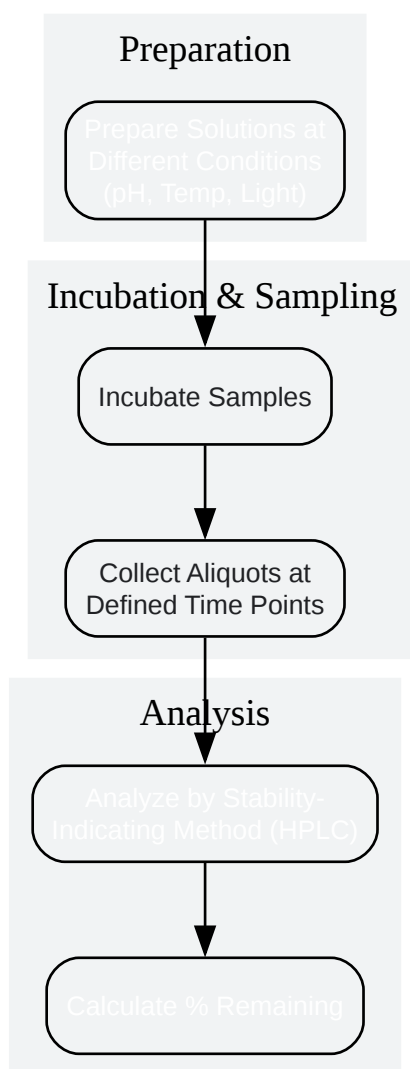 Preparation
Prepare Solutions at
Different Conditions
(pH, Temp, Light)
Incubation & Sampling
Incubate Samples
Collect Aliquots at
Defined Time Points
Analysis
Analyze by Stability-
Indicating Method (HPLC)
Calculate % Remaining